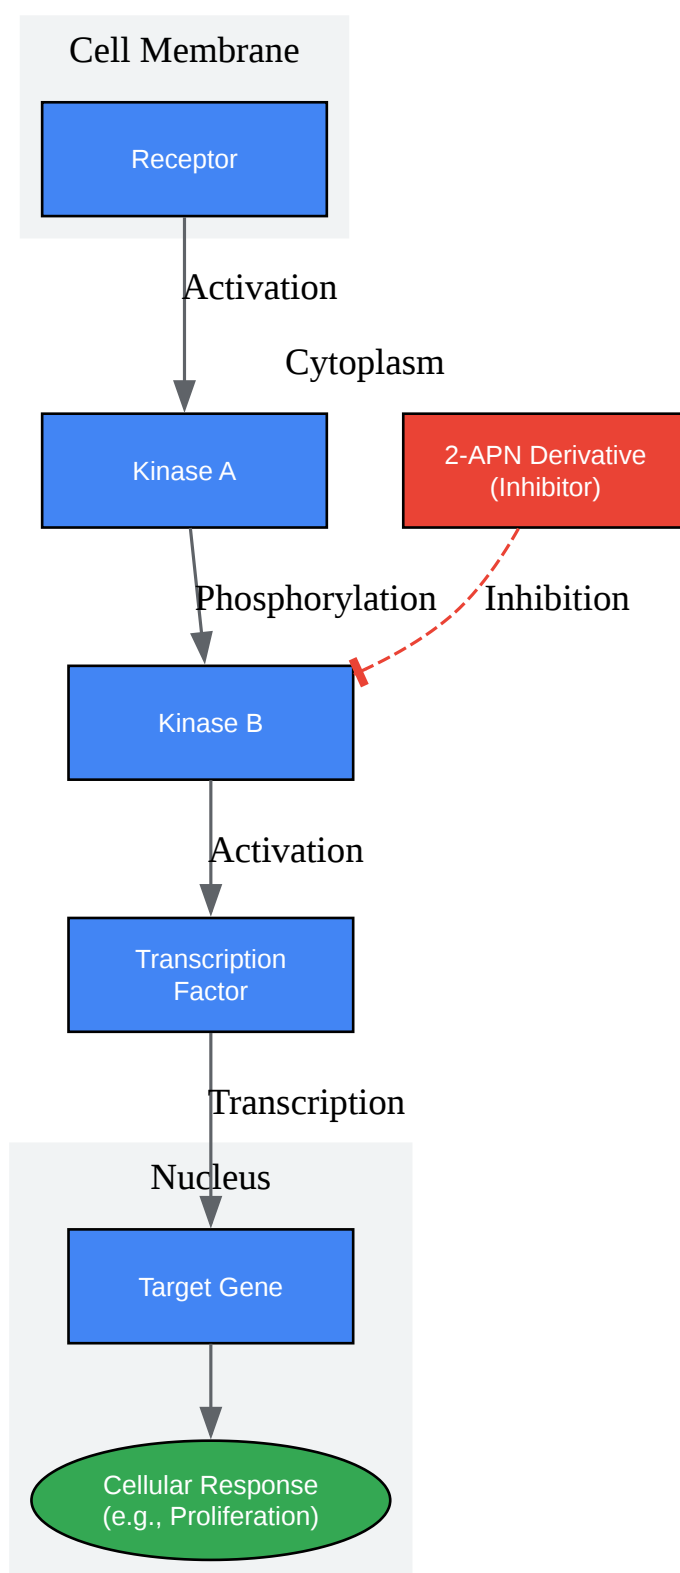 Cell Membrane
Receptor
Activation
Cytoplasm
Kinase A
2-APN Derivative
(Inhibitor)
Phosphorylation
Inhibition
Kinase B
Activation
Transcription
Factor
Transcription
Nucleus
Target Gene
Cellular Response
(e.g., Proliferation)